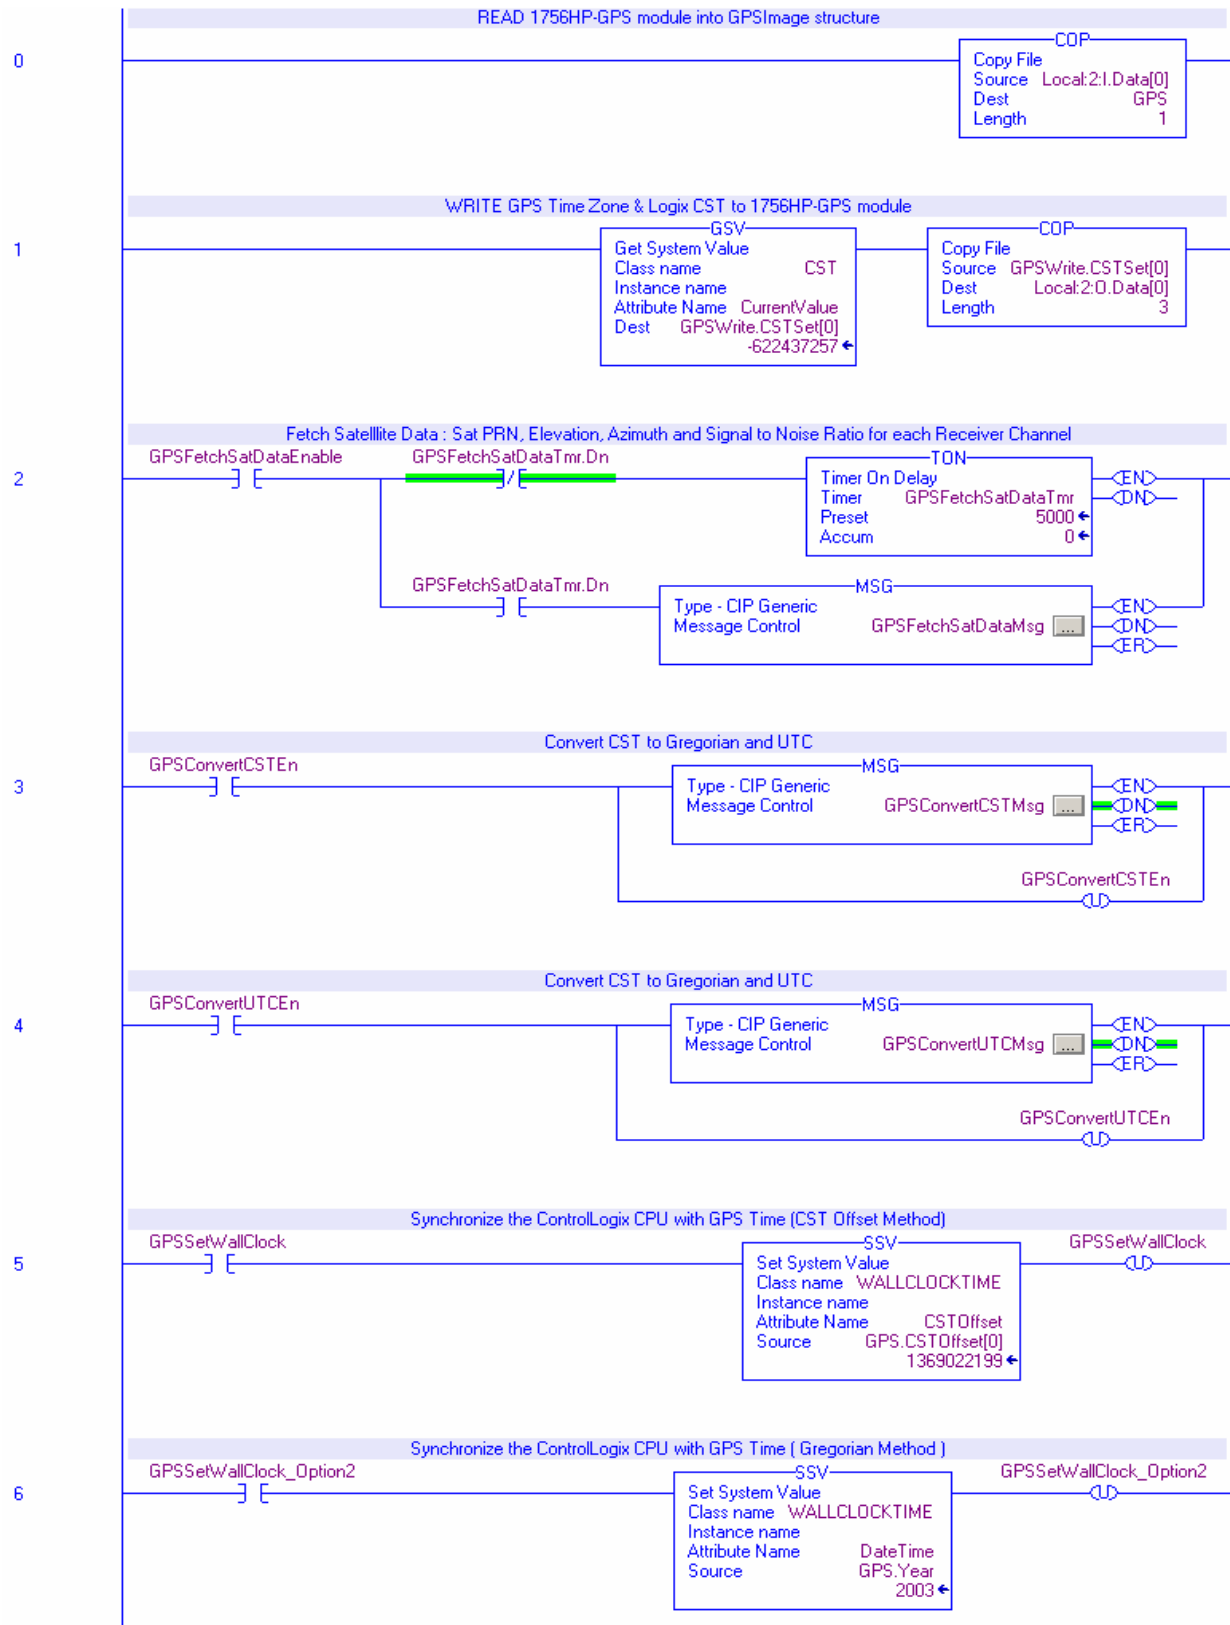 READ 1756HP-GPS module into GPSImage structure
0
COP
Copy File
Source Local:2:I.Data[0]
Dest GPS
Length 1
WRITE GPS Time Zone & Logix CST to 1756HP-GPS module
1
GSV
Get System Value
Class name CST
Instance name
Attribute Name CurrentValue
Dest GPSWrite.CSTSet[0]
-622437257
COP
Copy File
Source GPSWrite.CSTSet[0]
Dest Local:2:O.Data[0]
Length 3
Fetch Satelllite Data : Sat PRN, Elevation, Azimuth and Signal to Noise Ratio for each Receiver Channel
2
GPSFetchSatDataEnable
GPSFetchSatDataTmr.Dn
TON
Timer On Delay
Timer GPSFetchSatDataTmr
Preset 5000
Accum 0
EN
DN
GPSFetchSatDataTmr.Dn
MSG
Type - CIP Generic
Message Control GPSFetchSatDataMsg ...
EN
DN
ER
Convert CST to Gregorian and UTC
3
GPSConvertCSTEn
MSG
Type - CIP Generic
Message Control GPSConvertCSTMsg ...
EN
DN
ER
GPSConvertCSTEn
U
Convert CST to Gregorian and UTC
4
GPSConvertUTCEn
MSG
Type - CIP Generic
Message Control GPSConvertUTCMsg ...
EN
DN
ER
GPSConvertUTCEn
U
Synchronize the ControlLogix CPU with GPS Time (CST Offset Method)
5
GPSSetWallClock
SSV
Set System Value
Class name WALLCLOCKTIME
Instance name
Attribute Name CSTOffset
Source GPS.CSTOffset[0]
1369022199
GPSSetWallClock
U
Synchronize the ControlLogix CPU with GPS Time ( Gregorian Method )
6
GPSSetWallClock_Option2
SSV
Set System Value
Class name WALLCLOCKTIME
Instance name
Attribute Name DateTime
Source GPS.Year
2003
GPSSetWallClock_Option2
U